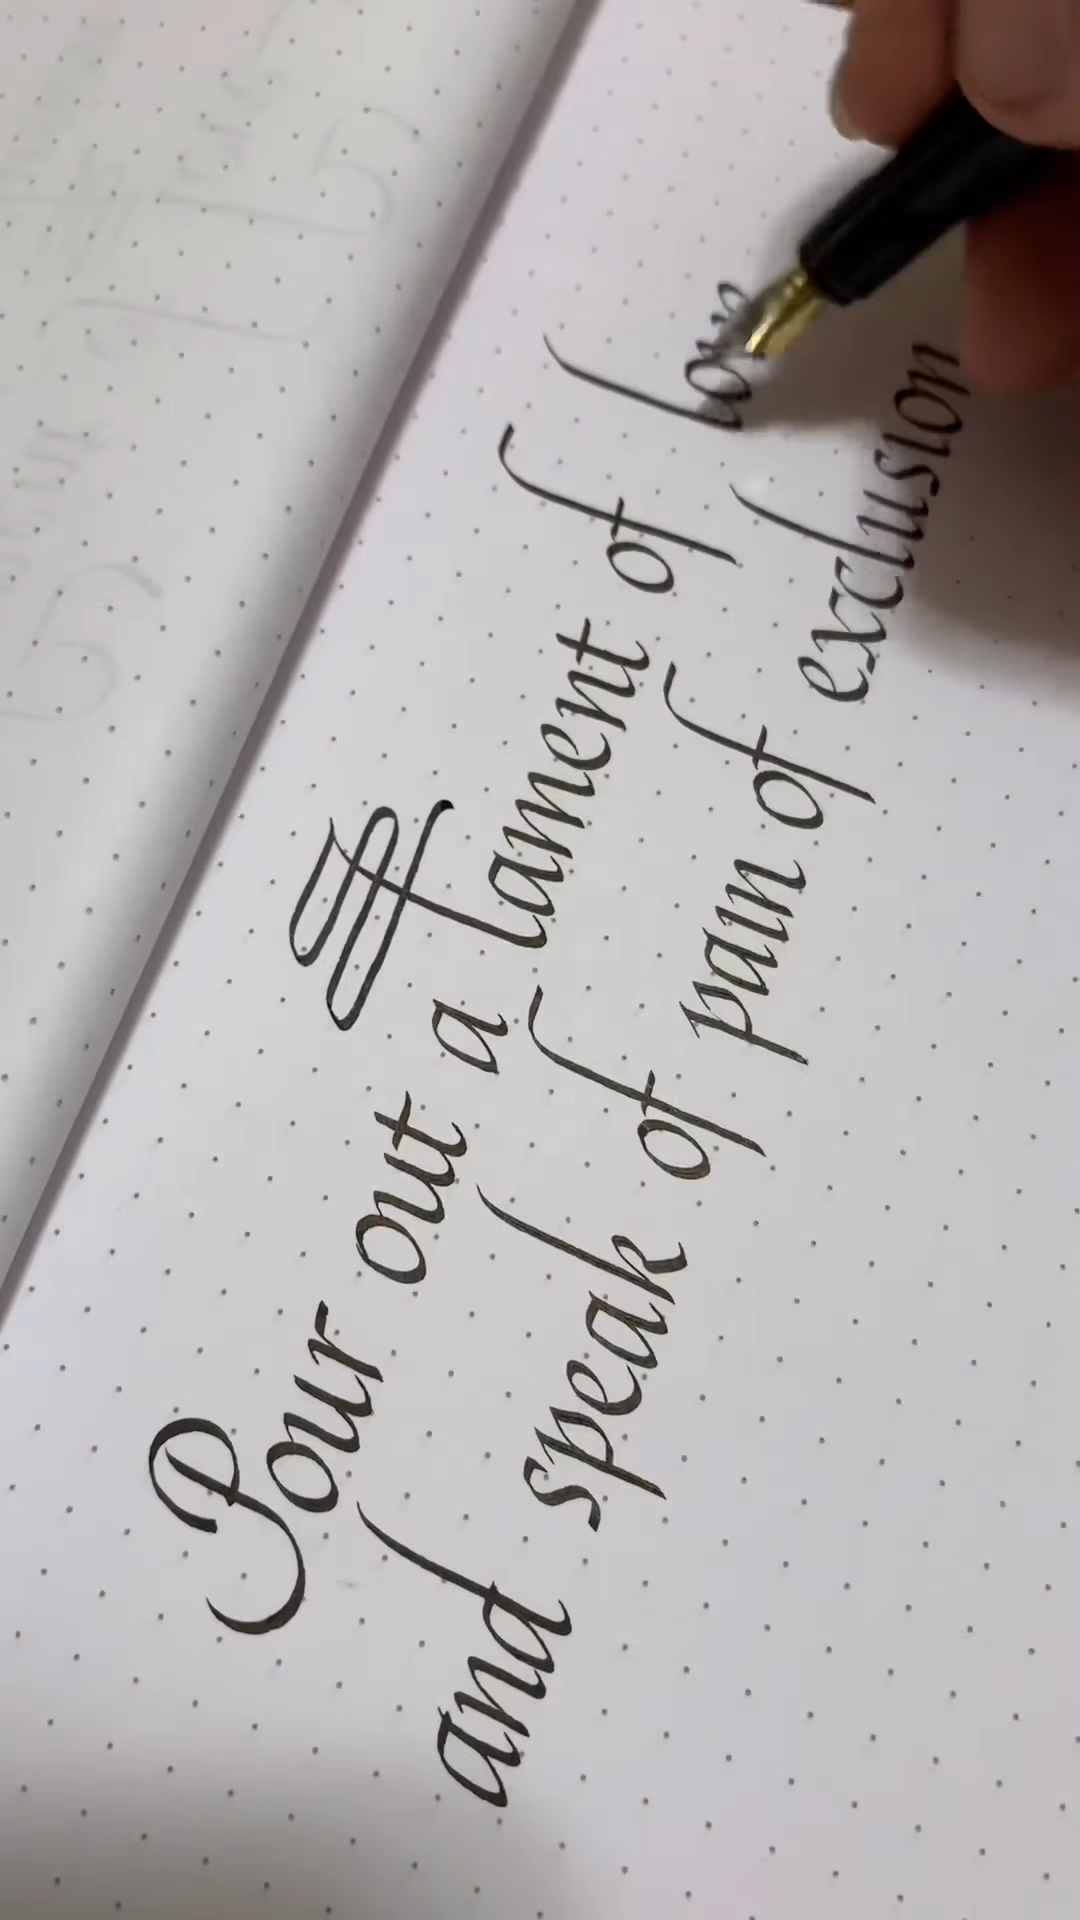 Pour out a lament of
and speak of pain of exclusion